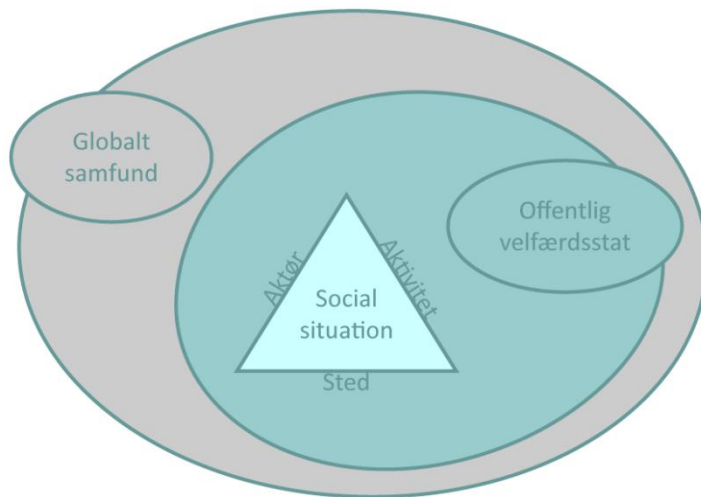 Globalt
samfund
Offentlig
velfærdsstat
Aktør
Aktivitet
Social
situation
Sted